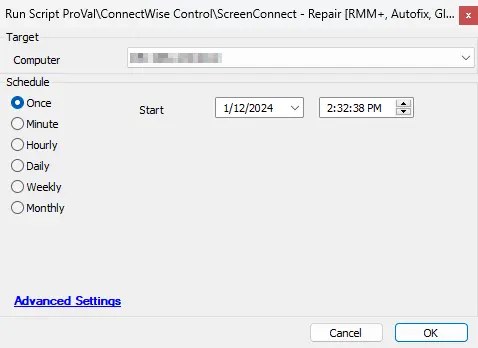 Run Script ProVal\ConnectWise Control\ScreenConnect - Repair [RMM+, Autofix, Gl...
Target
Computer
Schedule
Once
Start
1/12/2024
2:32:38 PM
Minute
Hourly
Daily
Weekly
Monthly
Advanced Settings
Cancel
OK